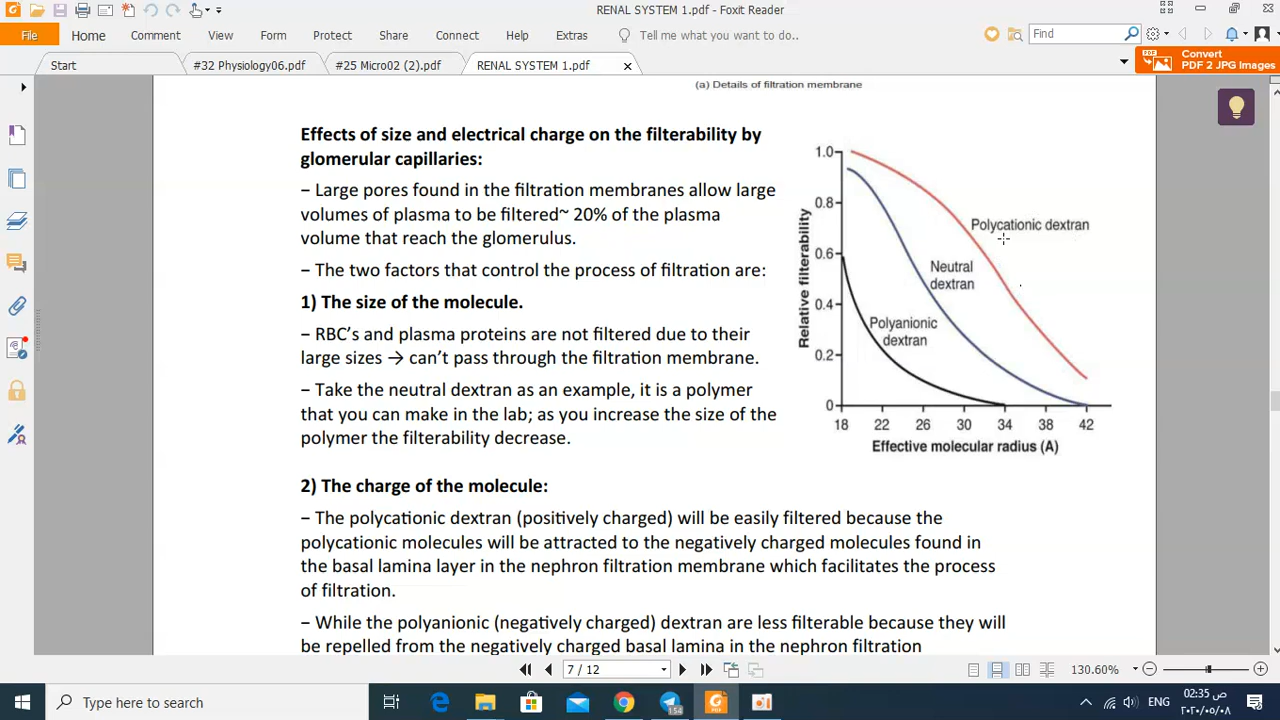 RENAL SYSTEM 1.pdf - Foxit Reader
File Home Comment View Form Protect Share Connect Help Extras Tell me what you want to do.. Find
Convert
PDF 2 JPG Images
Start #32 Physiology06.pdf #25 Micro02 (2).pdf RENAL SYSTEM 1.pdf
(a) Details of filtration membrane
Effects of size and electrical charge on the filterability by
glomerular capillaries:
– Large pores found in the filtration membranes allow large
volumes of plasma to be filtered~ 20% of the plasma
volume that reach the glomerulus.
– The two factors that control the process of filtration are:
1) The size of the molecule.
– RBC's and plasma proteins are not filtered due to their
large sizes → can't pass through the filtration membrane.
– Take the neutral dextran as an example, it is a polymer
that you can make in the lab; as you increase the size of the
polymer the filterability decrease.
1.0
0.8
0.6
0.4
0.2
0
Relative filterability
Polycationic dextran
Neutral
dextran
Polyanionic
dextran
18 22 26 30 34 38 42
Effective molecular radius (A)
2) The charge of the molecule:
– The polycationic dextran (positively charged) will be easily filtered because the
polycationic molecules will be attracted to the negatively charged molecules found in
the basal lamina layer in the nephron filtration membrane which facilitates the process
of filtration.
– While the polyanionic (negatively charged) dextran are less filterable because they will
be repelled from the negatively charged basal lamina in the nephron filtration
7 / 12 130.60%
Type here to search
154
ENG
02:35 ص
٢٠٢٠/٠٥/٠٨